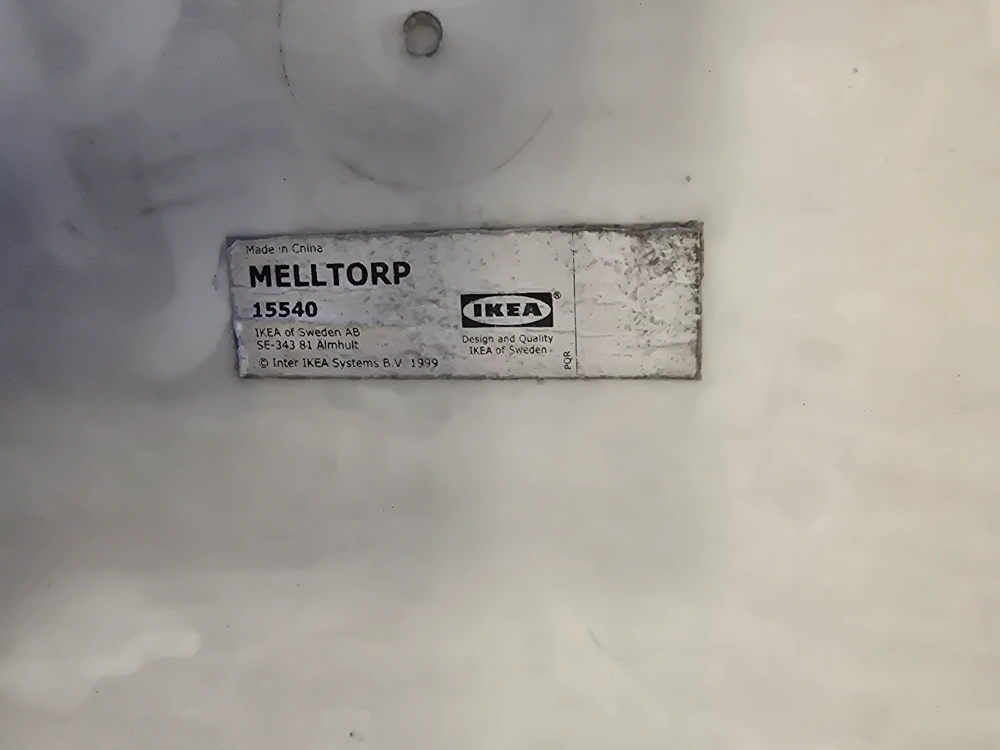 Made in China
MELLTORP
15540
IKEA of Sweden AB
SE-343 81 Älmhult
© Inter IKEA Systems B.V. 1999
IKEA®
Design and Quality
IKEA of Sweden
PQR